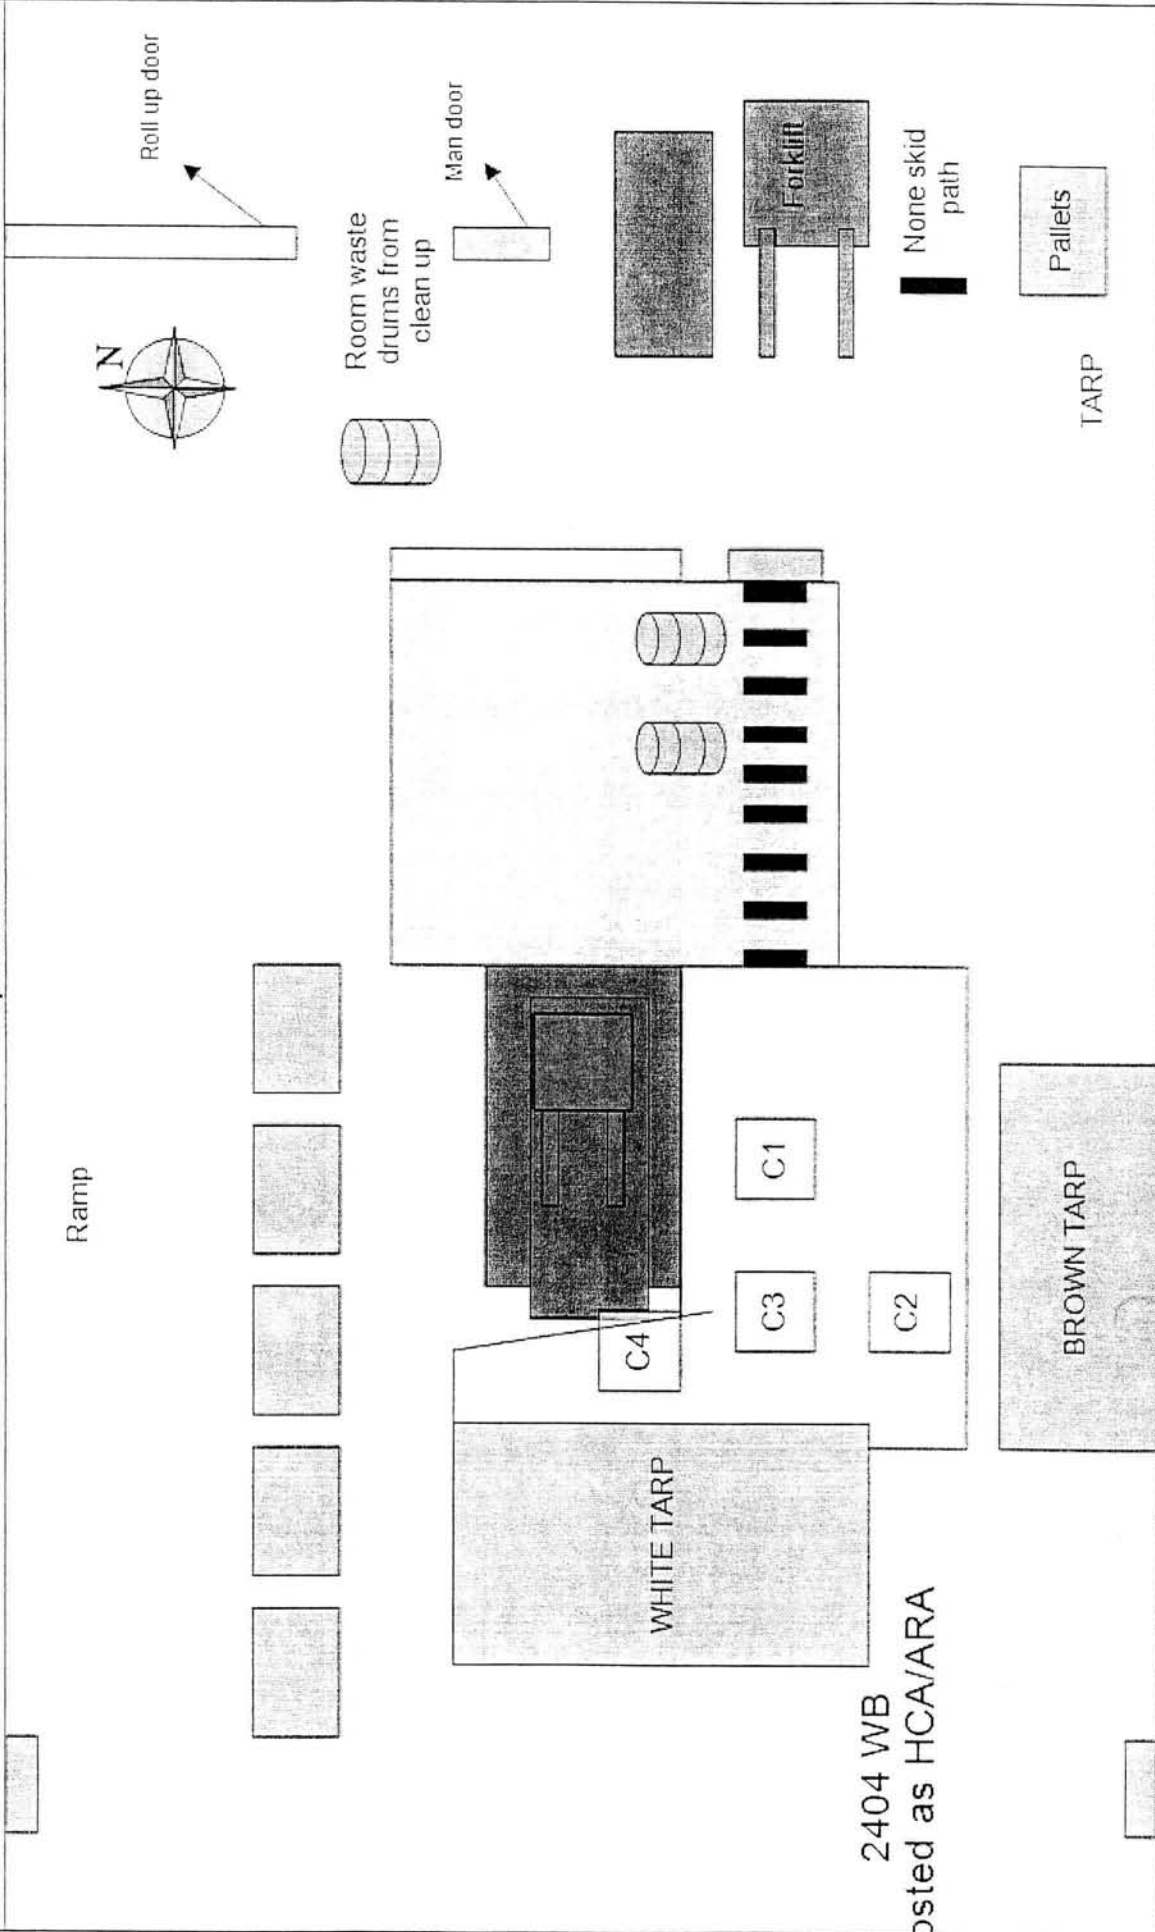 Roll up door
Man door
N
Room waste
drums from
clean up
Forklift
None skid
path
Pallets
TARP
Ramp
C1
C3
C2
C4
BROWN TARP
WHITE TARP
2404 WB
osted as HCA/ARA